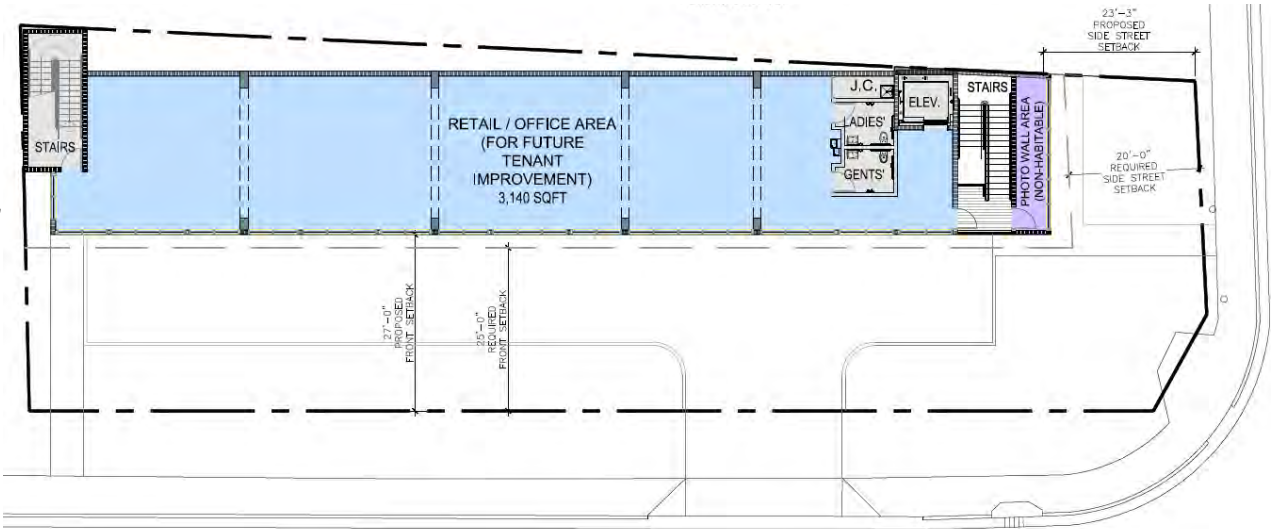 23'-3"
PROPOSED
SIDE STREET
SETBACK
STAIRS
RETAIL / OFFICE AREA
(FOR FUTURE
TENANT
IMPROVEMENT)
3,140 SQFT
J.C.
LADIES'
GENTS'
ELEV.
STAIRS
PHOTO WALL AREA
(NON-HABITABLE)
20'-0"
REQUIRED
SIDE STREET
SETBACK
27'-0"
PROPOSED
FRONT SETBACK
25'-0"
REQUIRED
FRONT SETBACK